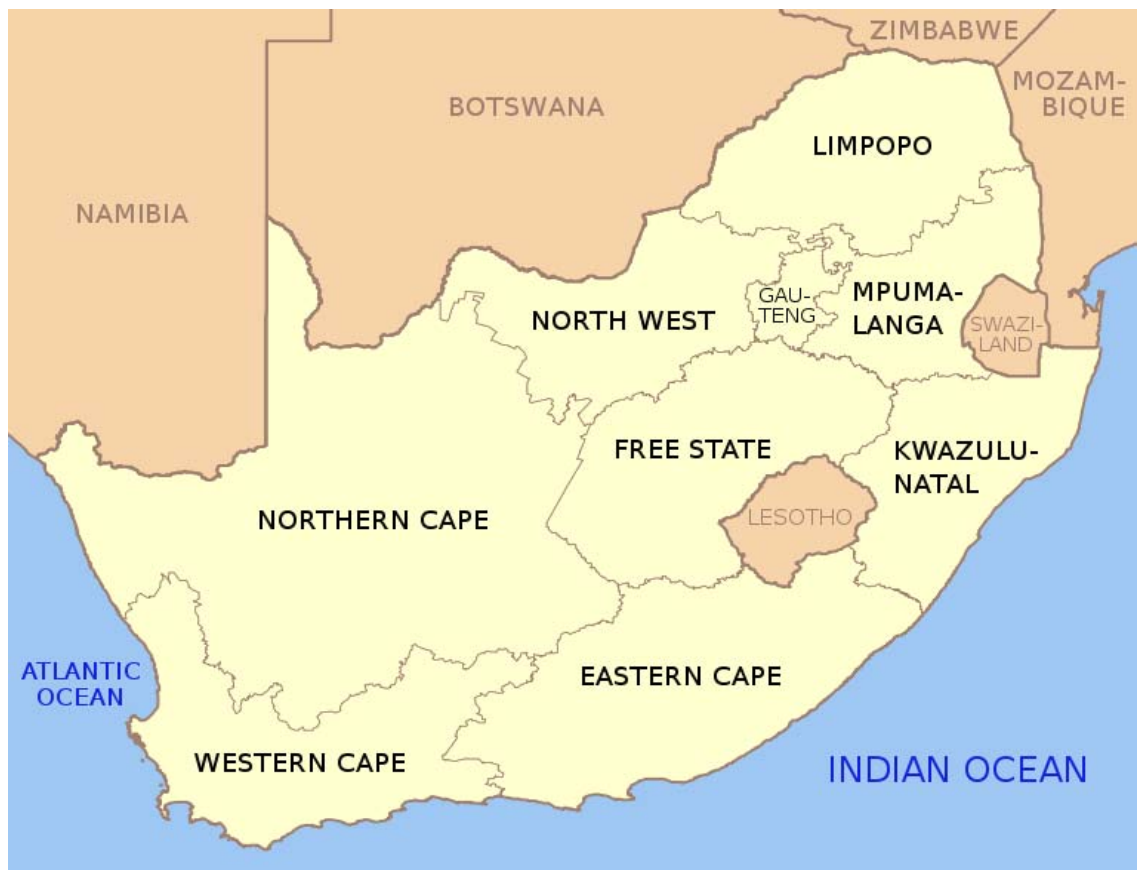 ZIMBABWE
MOZAM-
BIQUE
BOTSWANA
LIMPOPO
NAMIBIA
GAU-
TENG
MPUMA-
LANGA
NORTH WEST
SWAZI-
LAND
FREE STATE
KWAZULU-
NATAL
LESOTHO
NORTHERN CAPE
ATLANTIC
OCEAN
EASTERN CAPE
WESTERN CAPE
INDIAN OCEAN